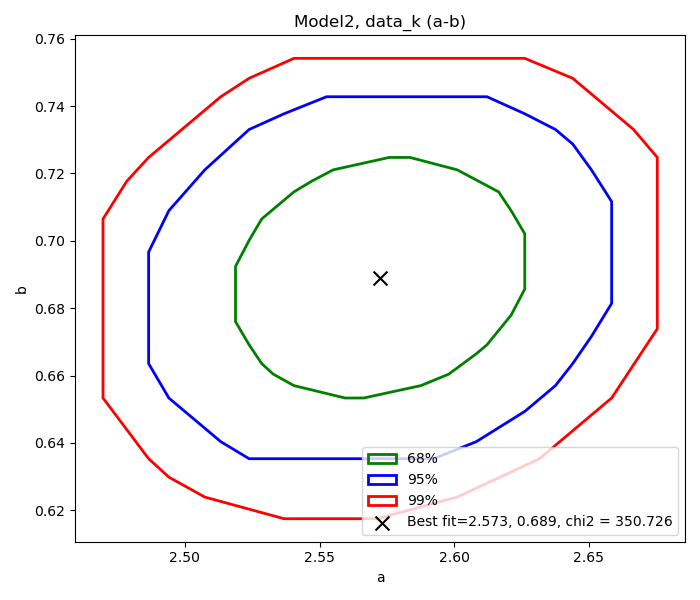 Model2, data_k (a-b)
0.76
0.74
0.72
0.70
0.68
0.66
0.64
0.62
b
68%
95%
99%
Best fit=2.573, 0.689, chi2 = 350.726
2.50 2.55 2.60 2.65
a